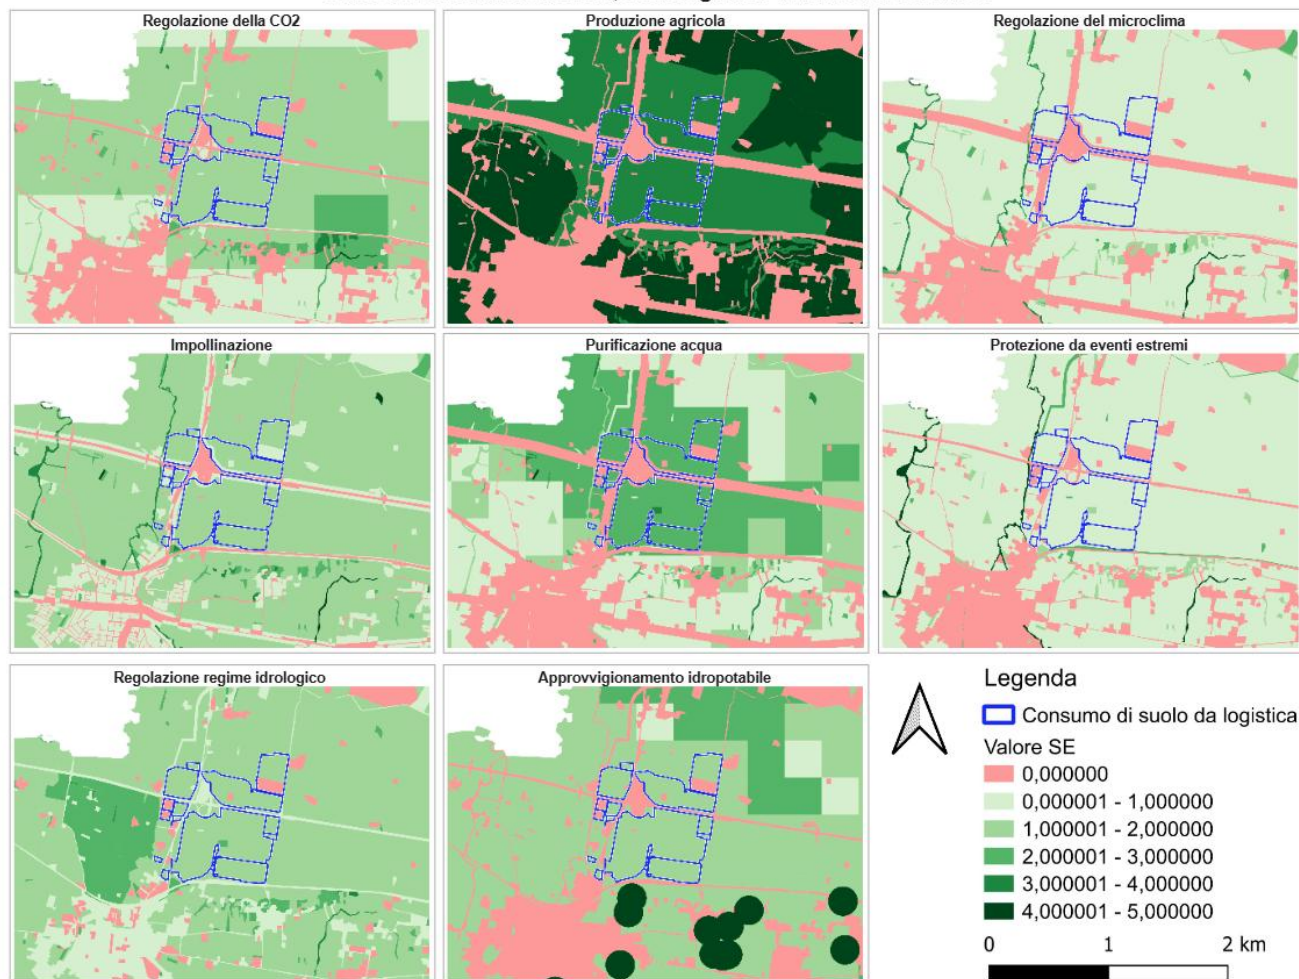 Regolazione della CO2
Produzione agricola
Regolazione del microclima
Impollinazione
Purificazione acqua
Protezione da eventi estremi
Regolazione regime idrologico
Approvvigionamento idropotabile
Legenda
Consumo di suolo da logistica
Valore SE
0,000000
0,000001 - 1,000000
1,000001 - 2,000000
2,000001 - 3,000000
3,000001 - 4,000000
4,000001 - 5,000000
0 1 2 km